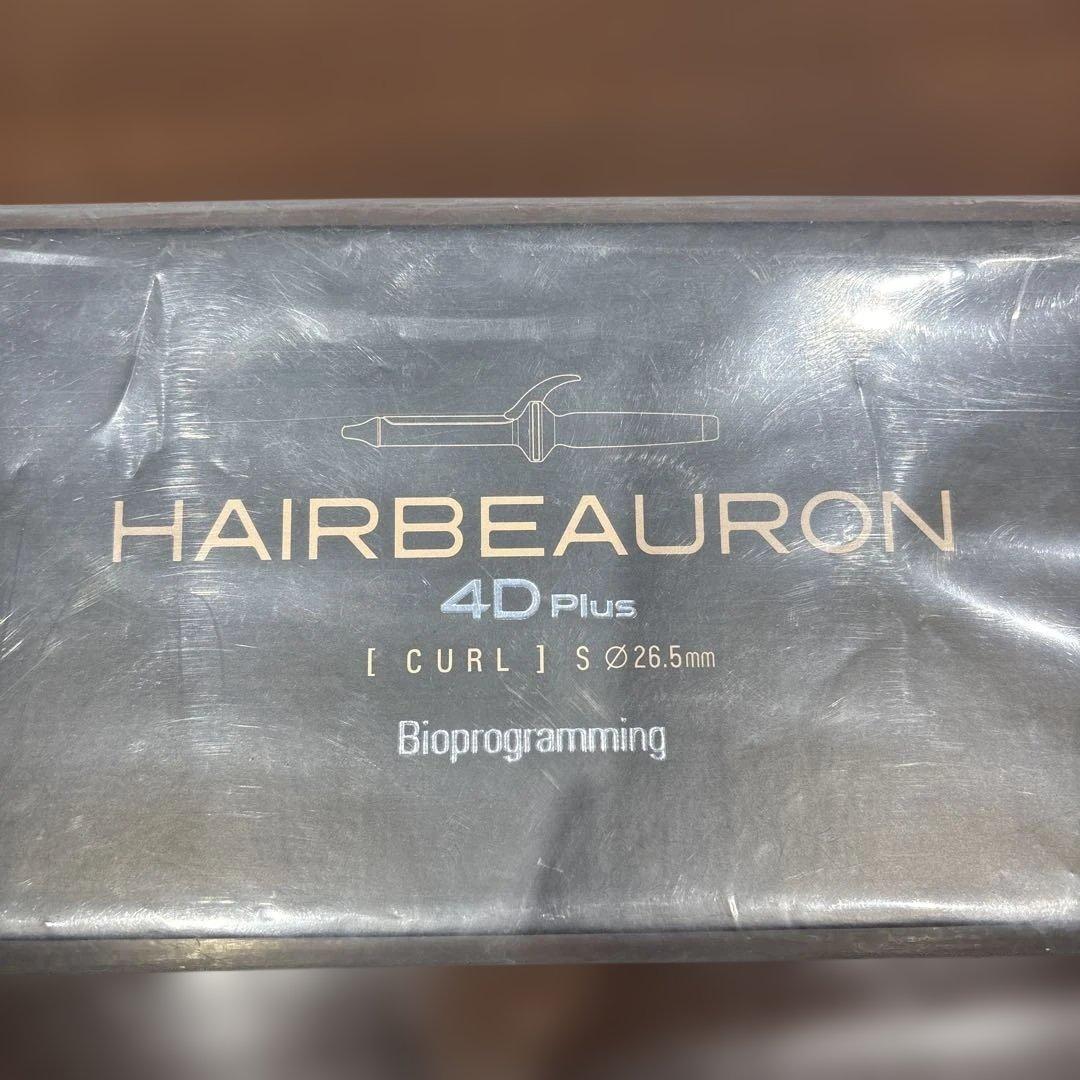 HAIRBEAURON
4D Plus
[ CURL ] S Ø26.5mm
Bioprogramming